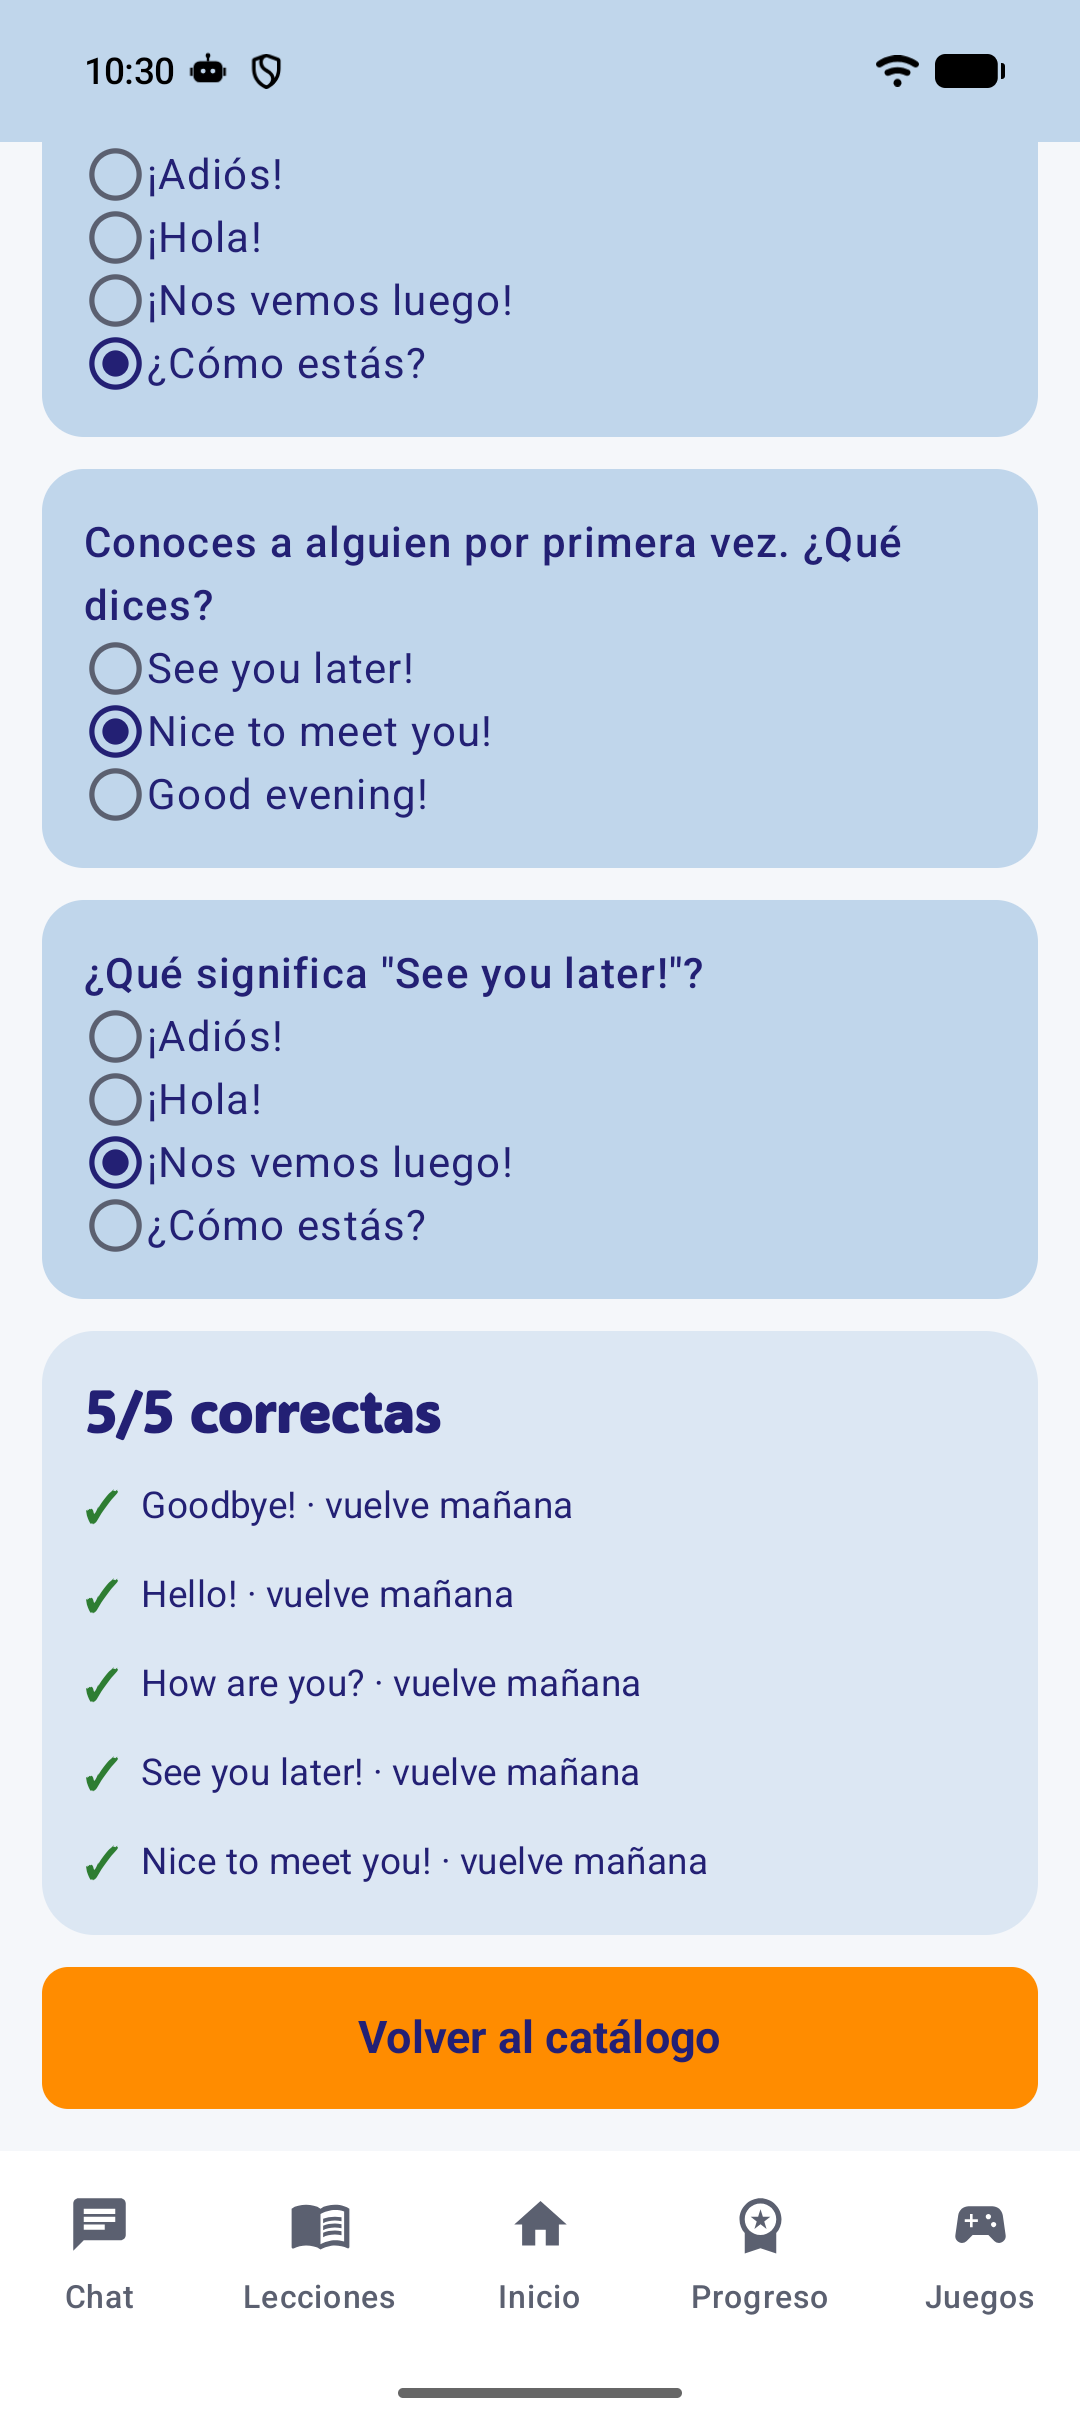 10:30
¡Adiós!
¡Hola!
¡Nos vemos luego!
¿Cómo estás?
Conoces a alguien por primera vez. ¿Qué
dices?
See you later!
Nice to meet you!
Good evening!
¿Qué significa "See you later!"?
¡Adiós!
¡Hola!
¡Nos vemos luego!
¿Cómo estás?
5/5 correctas
✓ Goodbye! · vuelve mañana
✓ Hello! · vuelve mañana
✓ How are you? · vuelve mañana
✓ See you later! · vuelve mañana
✓ Nice to meet you! · vuelve mañana
Volver al catálogo
Chat Lecciones Inicio Progreso Juegos